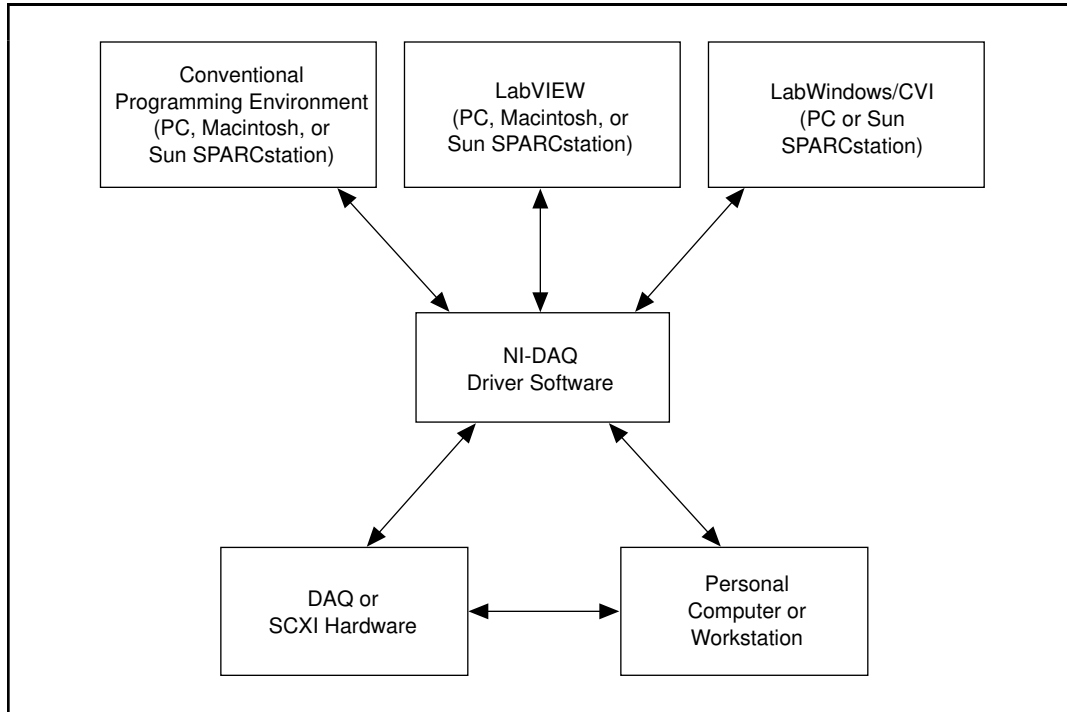 Conventional
Programming Environment
(PC, Macintosh, or
Sun SPARCstation)
LabVIEW
(PC, Macintosh, or
Sun SPARCstation)
LabWindows/CVI
(PC or Sun
SPARCstation)
NI-DAQ
Driver Software
DAQ or
SCXI Hardware
Personal
Computer or
Workstation